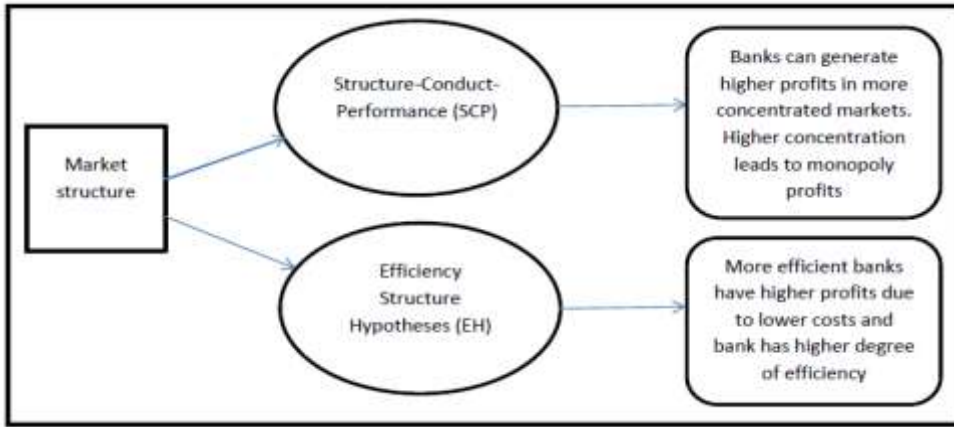 Market
structure
Structure-Conduct-
Performance (SCP)
Banks can generate
higher profits in more
concentrated markets.
Higher concentration
leads to monopoly
profits
Efficiency
Structure
Hypotheses (EH)
More efficient banks
have higher profits due
to lower costs and
bank has higher degree
of efficiency